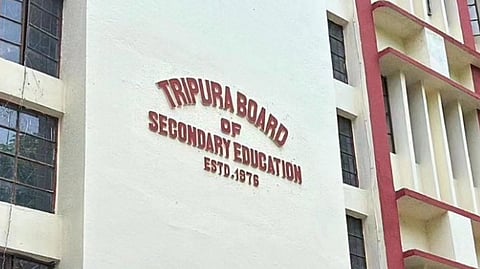 TRIPURA BOARD
OF
SECONDARY EDUCATION
ESTD.1976